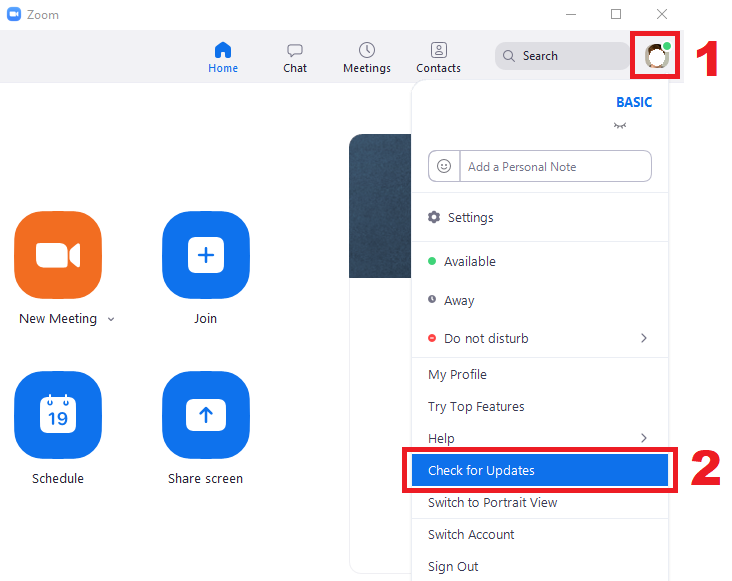 Zoom
Home
Chat
Meetings
Contacts
Search
1
BASIC
Add a Personal Note
Settings
Available
Away
Do not disturb
New Meeting
Join
My Profile
Try Top Features
Help
19
Check for Updates
2
Schedule
Share screen
Switch to Portrait View
Switch Account
Sign Out